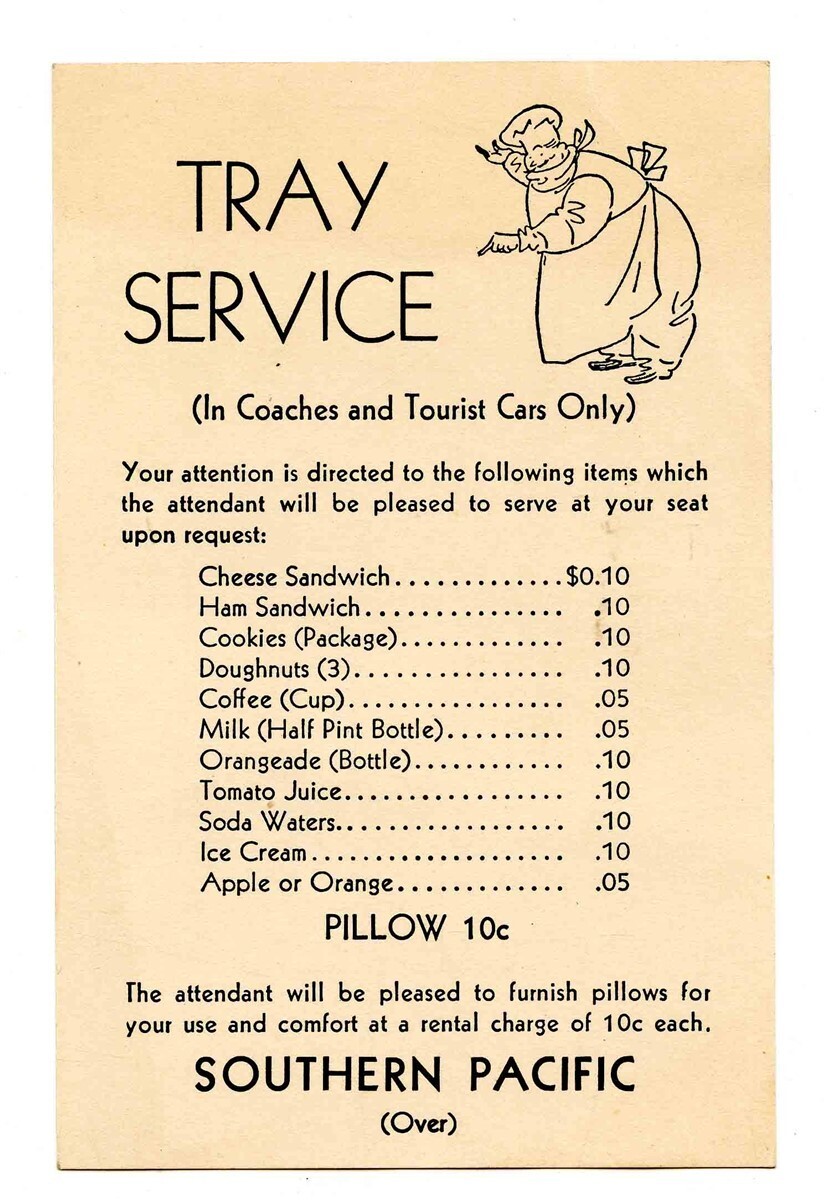 TRAY
SERVICE
(In Coaches and Tourist Cars Only)
Your attention is directed to the following items which
the attendant will be pleased to serve at your seat
upon request:
Cheese Sandwich.............$0.10
Ham Sandwich............... .10
Cookies (Package)............ .10
Doughnuts (3)................ .10
Coffee (Cup)................. .05
Milk (Half Pint Bottle)......... .05
Orangeade (Bottle)........... .10
Tomato Juice................. .10
Soda Waters.................. .10
Ice Cream.................... .10
Apple or Orange............. .05
PILLOW 10c
The attendant will be pleased to furnish pillows for
your use and comfort at a rental charge of 10c each.
SOUTHERN PACIFIC
(Over)